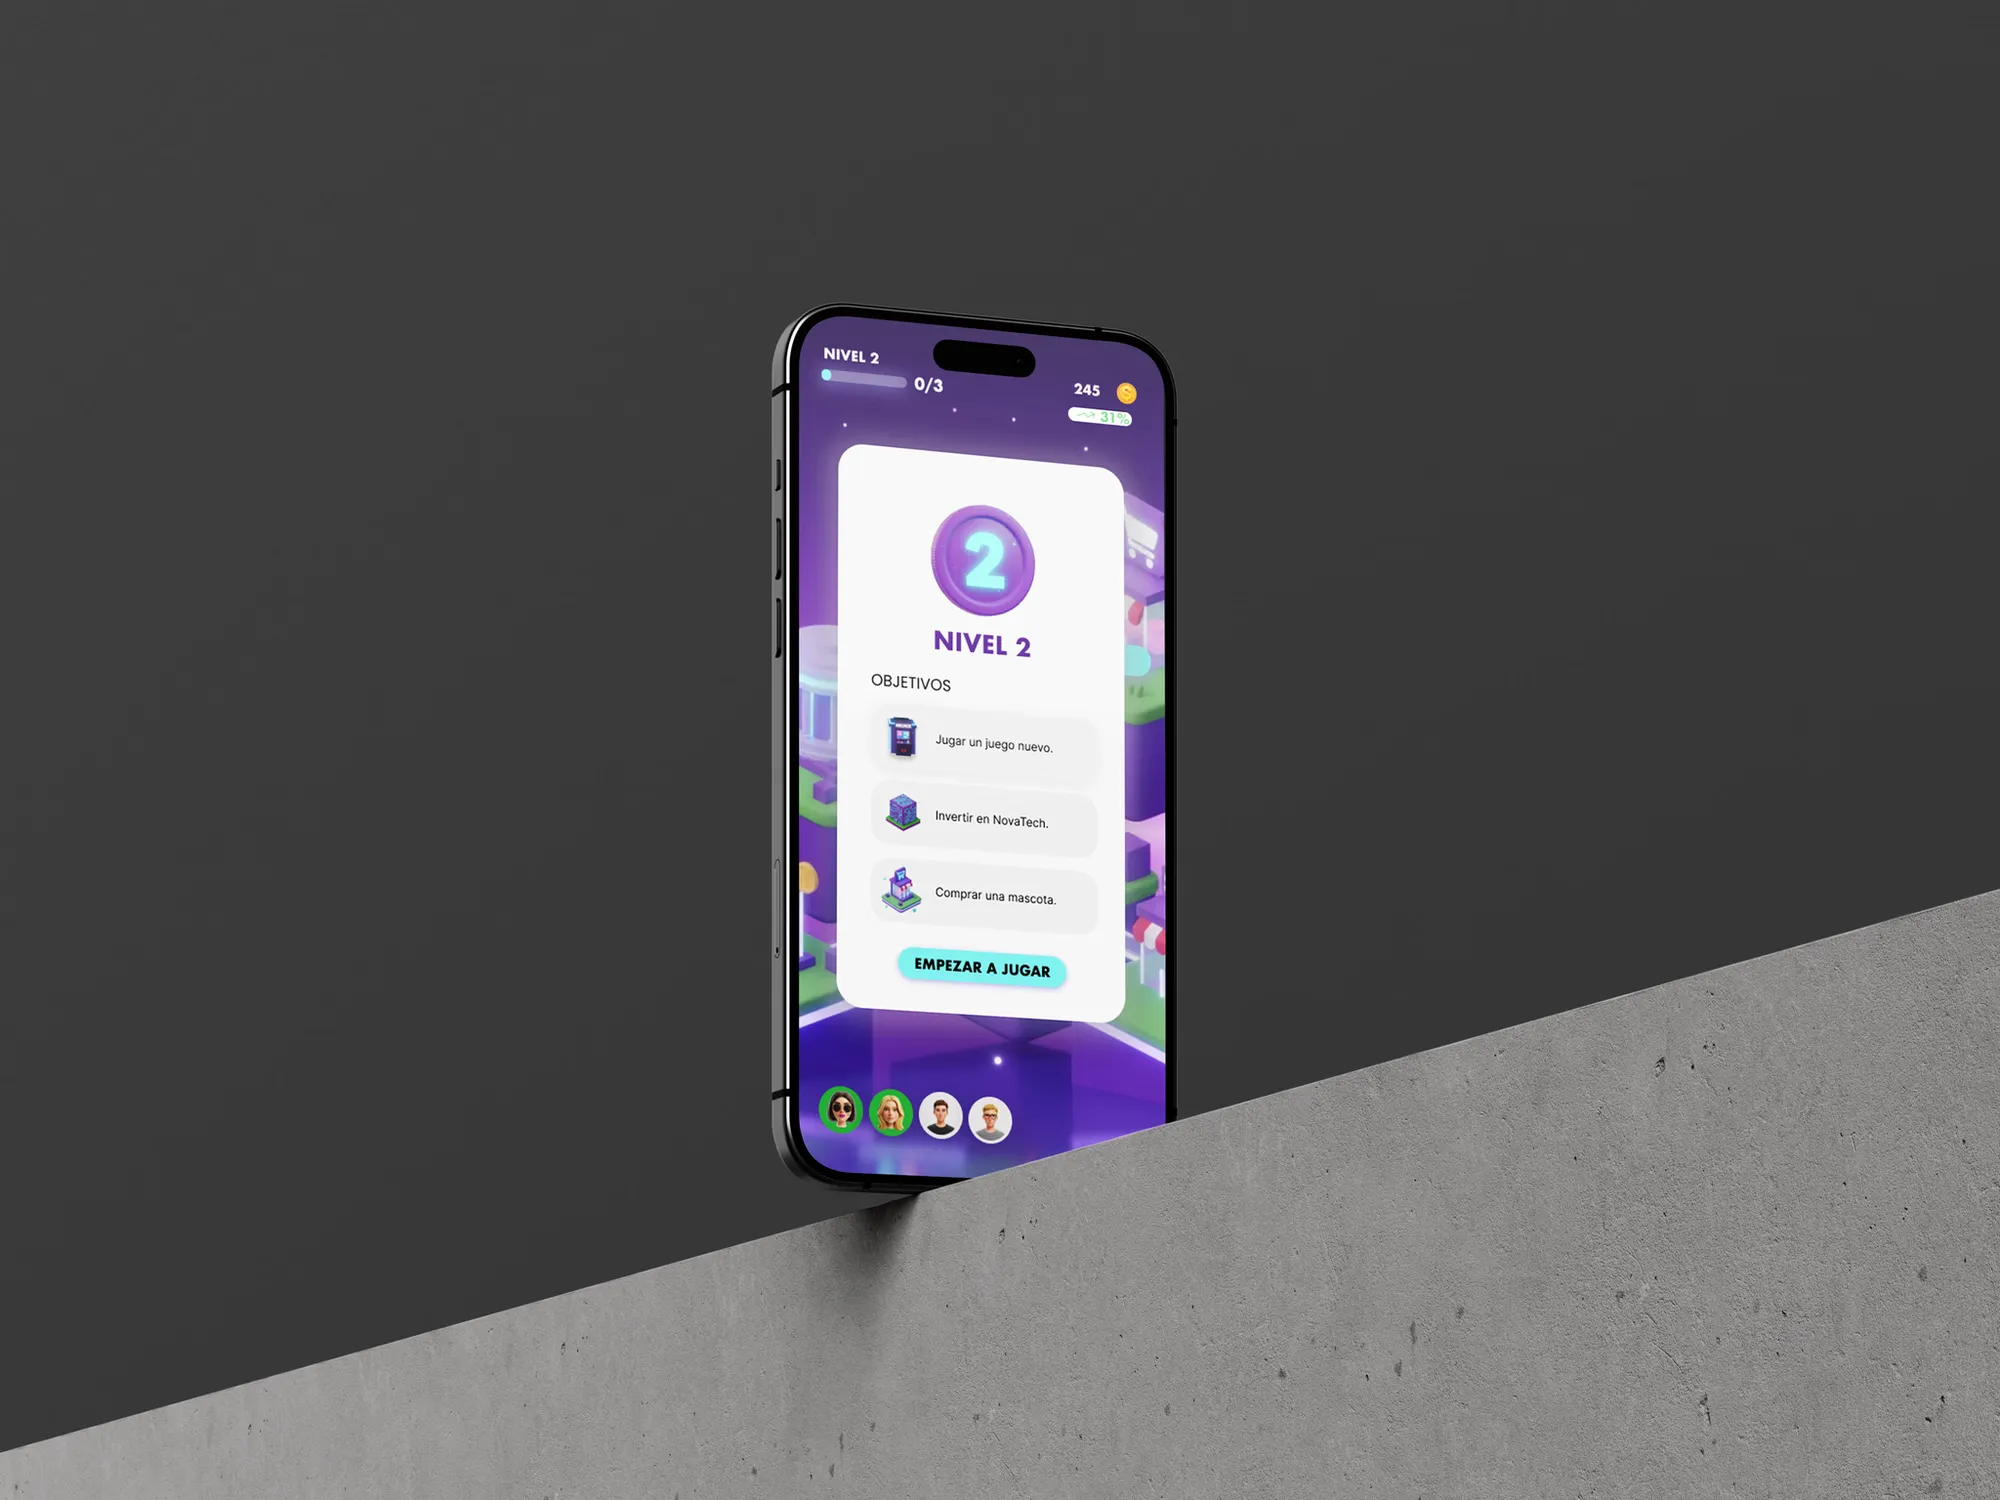 NIVEL 2
0/3
245
31%
2
NIVEL 2
OBJETIVOS
Jugar un juego nuevo.
Invertir en NovaTech.
Comprar una mascota.
EMPEZAR A JUGAR